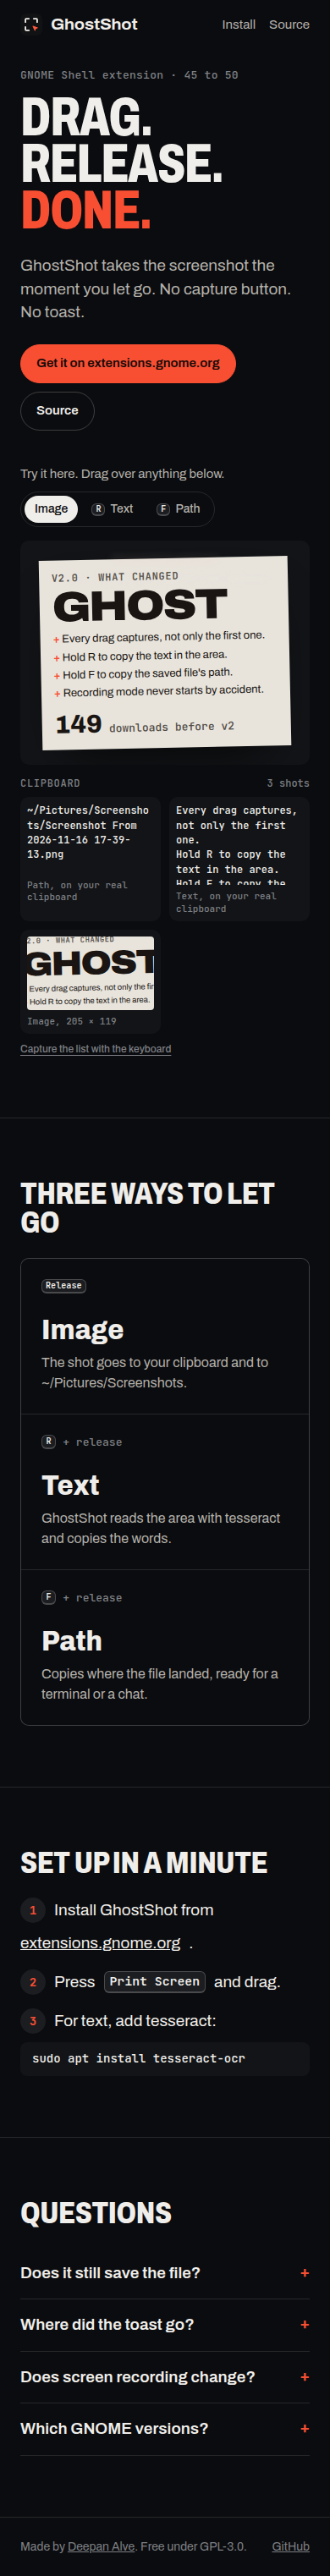 GhostShot
Install
Source
GNOME Shell extension · 45 to 50
DRAG.
RELEASE.
DONE.
GhostShot takes the screenshot the
moment you let go. No capture button.
No toast.
Get it on extensions.gnome.org
Source
Try it here. Drag over anything below.
Image
R Text
F Path
V2.0 · WHAT CHANGED
GHOST
+ Every drag captures, not only the first one.
+ Hold R to copy the text in the area.
+ Hold F to copy the saved file's path.
+ Recording mode never starts by accident.
149 downloads before v2
CLIPBOARD
3 shots
~/Pictures/Screensho
ts/Screenshot From
2026-11-16 17-39-
13.png
Path, on your real
clipboard
Every drag captures,
not only the first
one.
Hold R to copy the
text in the area.
Hold F to copy the
Text, on your real
clipboard
2.0 · WHAT CHANGED
GHOST
Every drag captures, not only the fir
Hold R to copy the text in the area.
Image, 205 × 119
Capture the list with the keyboard
THREE WAYS TO LET
GO
Release
Image
The shot goes to your clipboard and to
~/Pictures/Screenshots.
R + release
Text
GhostShot reads the area with tesseract
and copies the words.
F + release
Path
Copies where the file landed, ready for a
terminal or a chat.
SET UP IN A MINUTE
1 Install GhostShot from
extensions.gnome.org .
2 Press Print Screen and drag.
3 For text, add tesseract:
sudo apt install tesseract-ocr
QUESTIONS
Does it still save the file? +
Where did the toast go? +
Does screen recording change? +
Which GNOME versions? +
Made by Deepan Alve. Free under GPL-3.0.
GitHub